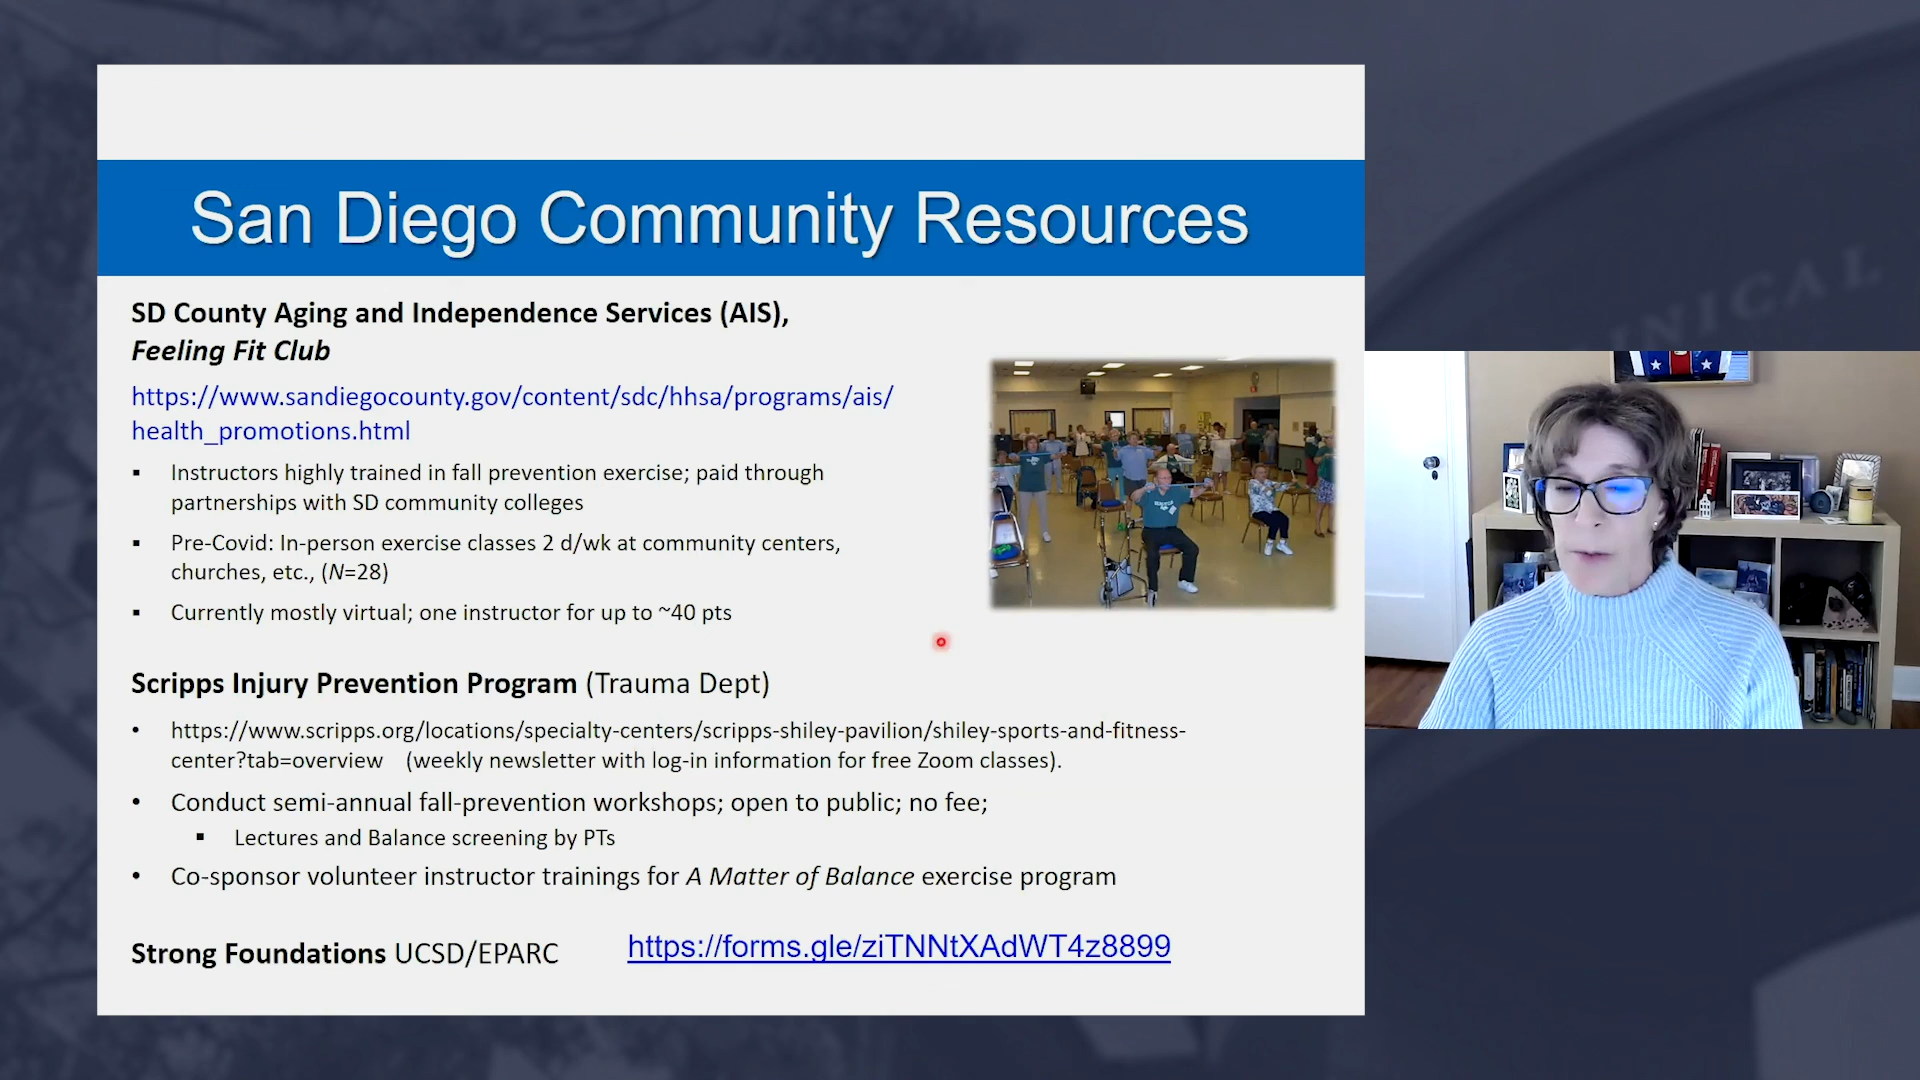 San Diego Community Resources
SD County Aging and Independence Services (AIS),
Feeling Fit Club
https://www.sandiegocounty.gov/content/sdc/hhsa/programs/ais/
health_promotions.html
▪ Instructors highly trained in fall prevention exercise; paid through
partnerships with SD community colleges
▪ Pre-Covid: In-person exercise classes 2 d/wk at community centers,
churches, etc., (N=28)
▪ Currently mostly virtual; one instructor for up to ~40 pts
Scripps Injury Prevention Program (Trauma Dept)
• https://www.scripps.org/locations/specialty-centers/scripps-shiley-pavilion/shiley-sports-and-fitness-
center?tab=overview (weekly newsletter with log-in information for free Zoom classes).
• Conduct semi-annual fall-prevention workshops; open to public; no fee;
▪ Lectures and Balance screening by PTs
• Co-sponsor volunteer instructor trainings for A Matter of Balance exercise program
Strong Foundations UCSD/EPARC https://forms.gle/ziTNNtXAdWT4z8899